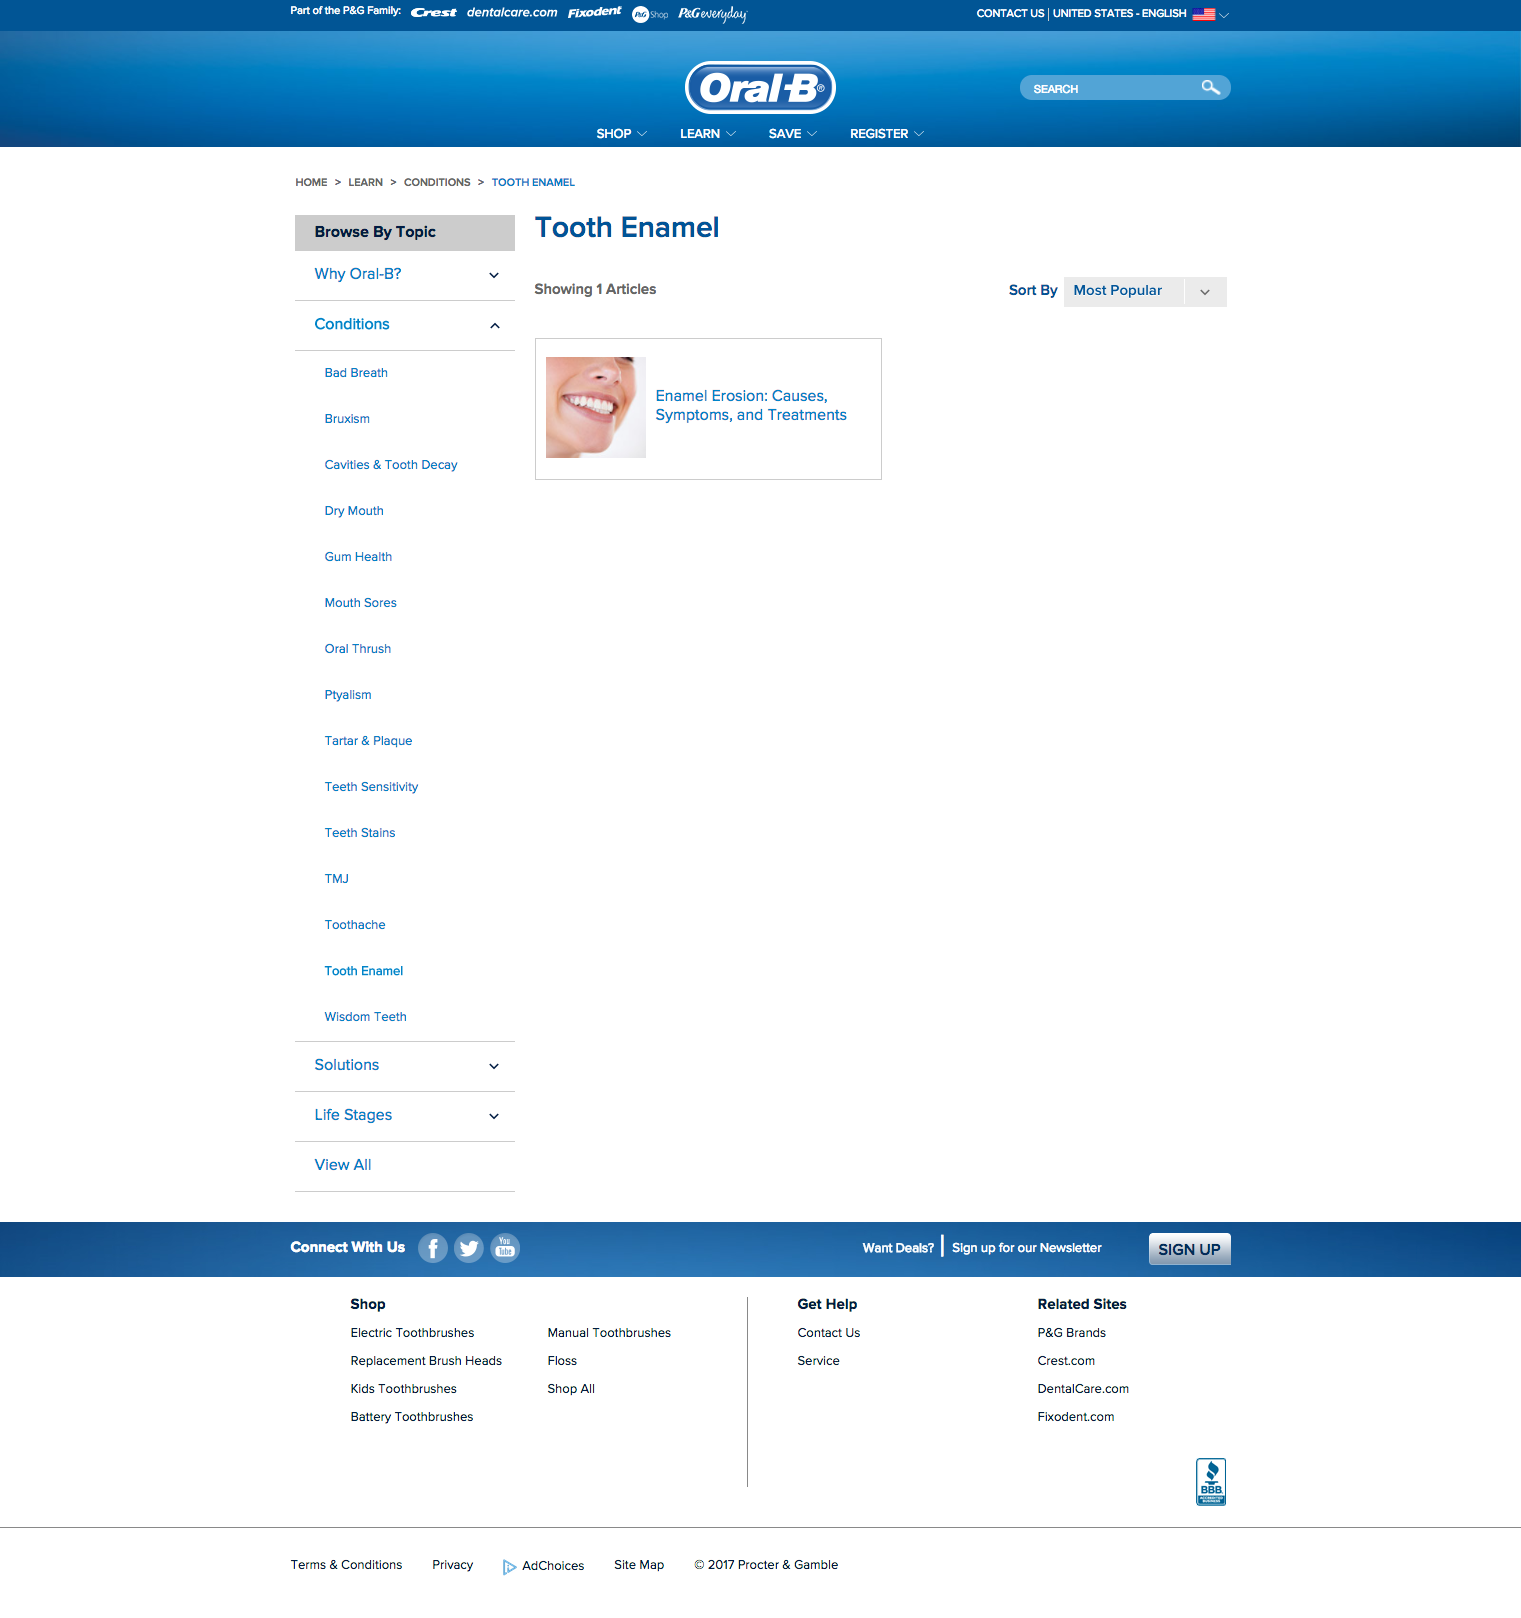 Part of the P&G Family: Crest dentalcare.com Fixodent P&G Shop P&G everyday
CONTACT US | UNITED STATES - ENGLISH
Oral-B®
SEARCH
SHOP LEARN SAVE REGISTER
HOME > LEARN > CONDITIONS > TOOTH ENAMEL
Browse By Topic
Why Oral-B?
Conditions
Bad Breath
Bruxism
Cavities & Tooth Decay
Dry Mouth
Gum Health
Mouth Sores
Oral Thrush
Ptyalism
Tartar & Plaque
Teeth Sensitivity
Teeth Stains
TMJ
Toothache
Tooth Enamel
Wisdom Teeth
Solutions
Life Stages
View All
Tooth Enamel
Showing 1 Articles
Sort By Most Popular
Enamel Erosion: Causes,
Symptoms, and Treatments
Connect With Us
You
Tube
Want Deals? | Sign up for our Newsletter
SIGN UP
Shop
Electric Toothbrushes
Replacement Brush Heads
Kids Toothbrushes
Battery Toothbrushes
Manual Toothbrushes
Floss
Shop All
Get Help
Contact Us
Service
Related Sites
P&G Brands
Crest.com
DentalCare.com
Fixodent.com
BBB
Terms & Conditions Privacy AdChoices Site Map © 2017 Procter & Gamble